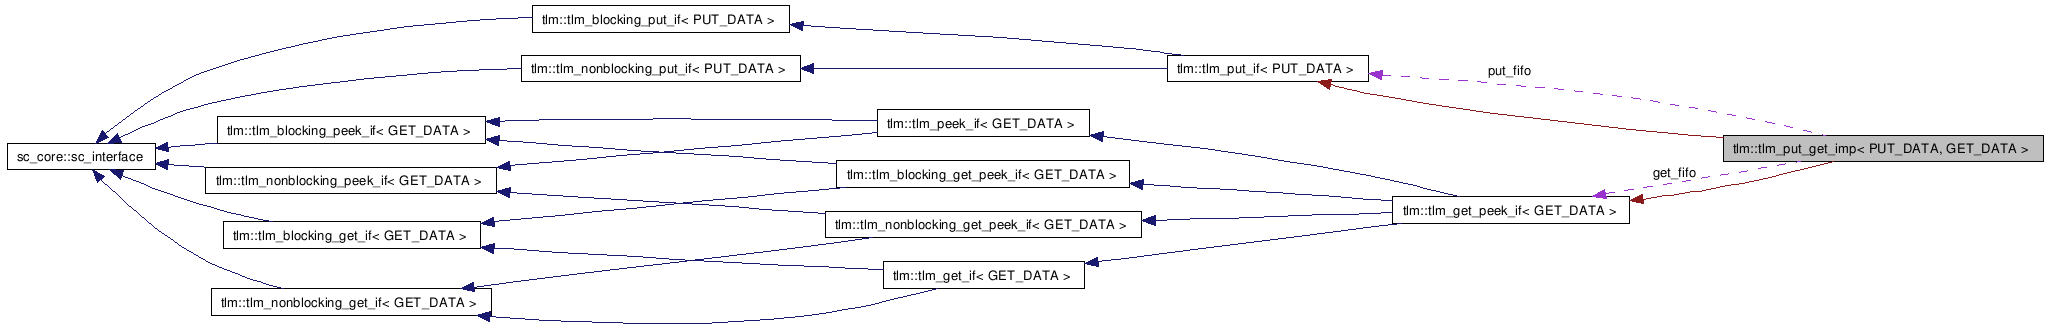 tlm::tlm_blocking_put_if< PUT_DATA >
tlm::tlm_nonblocking_put_if< PUT_DATA >
tlm::tlm_put_if< PUT_DATA >
put_fifo
tlm::tlm_blocking_peek_if< GET_DATA >
tlm::tlm_peek_if< GET_DATA >
sc_core::sc_interface
tlm::tlm_put_get_imp< PUT_DATA, GET_DATA >
tlm::tlm_nonblocking_peek_if< GET_DATA >
tlm::tlm_blocking_get_peek_if< GET_DATA >
get_fifo
tlm::tlm_blocking_get_if< GET_DATA >
tlm::tlm_nonblocking_get_peek_if< GET_DATA >
tlm::tlm_get_peek_if< GET_DATA >
tlm::tlm_get_if< GET_DATA >
tlm::tlm_nonblocking_get_if< GET_DATA >